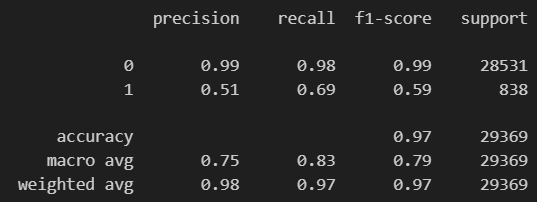 precision recall f1-score support
0 0.99 0.98 0.99 28531
1 0.51 0.69 0.59 838
accuracy 0.97 29369
macro avg 0.75 0.83 0.79 29369
weighted avg 0.98 0.97 0.97 29369